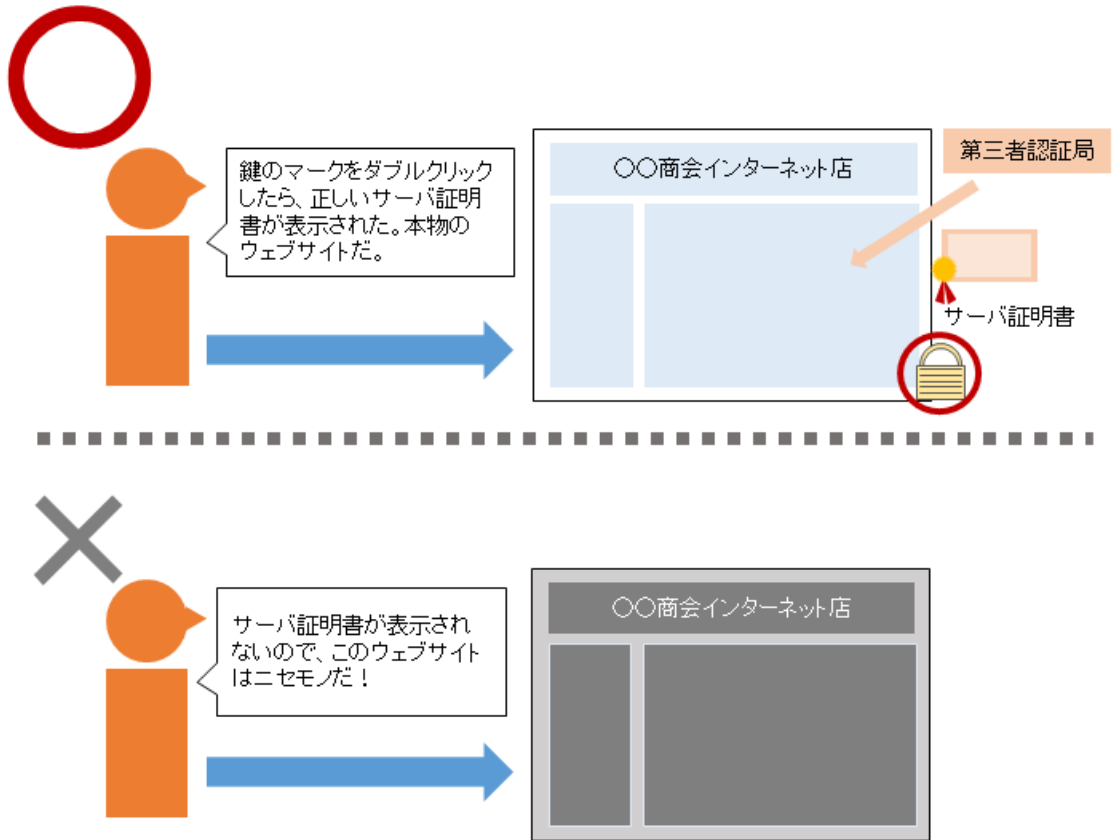 鍵のマークをダブルクリック
したら、正しいサーバ証明
書が表示された。本物の
ウェブサイトだ。
〇〇商会インターネット店
第三者認証局
サーバ証明書
サーバ証明書が表示され
ないので、このウェブサイト
はニセモノだ！
〇〇商会インターネット店